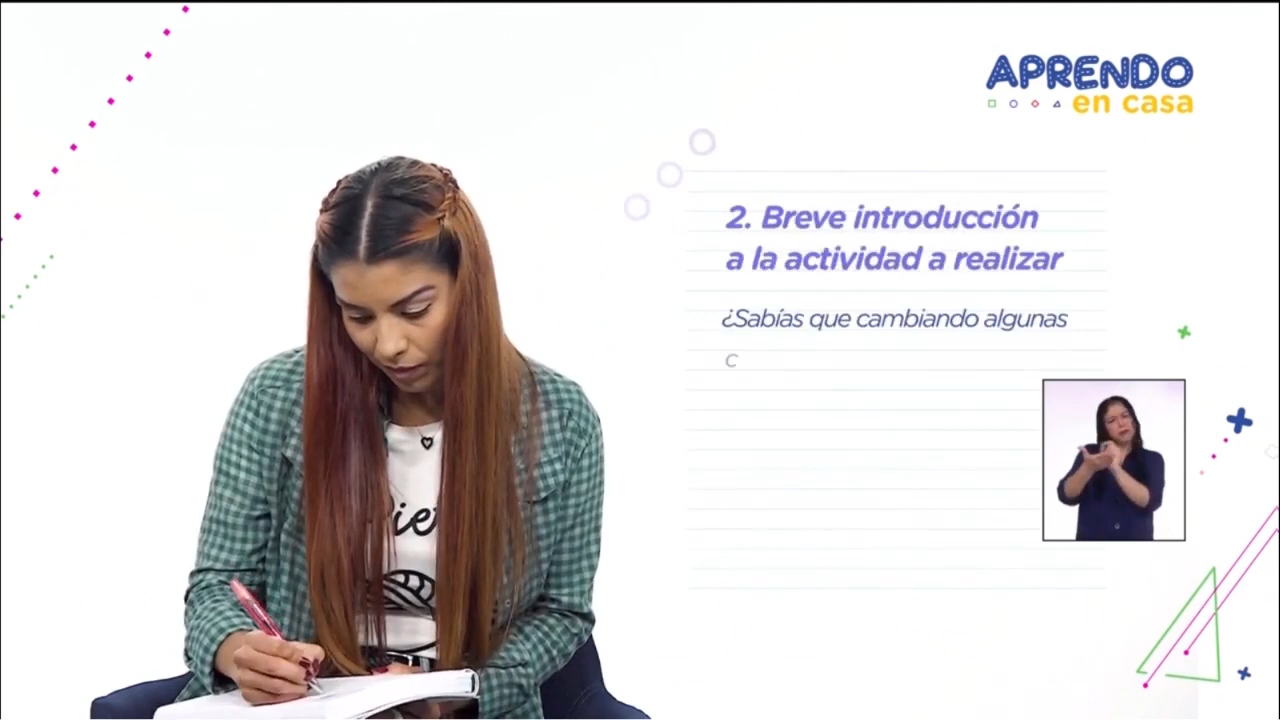 APRENDO
en casa
2. Breve introducción
a la actividad a realizar
¿Sabías que cambiando algunas
c